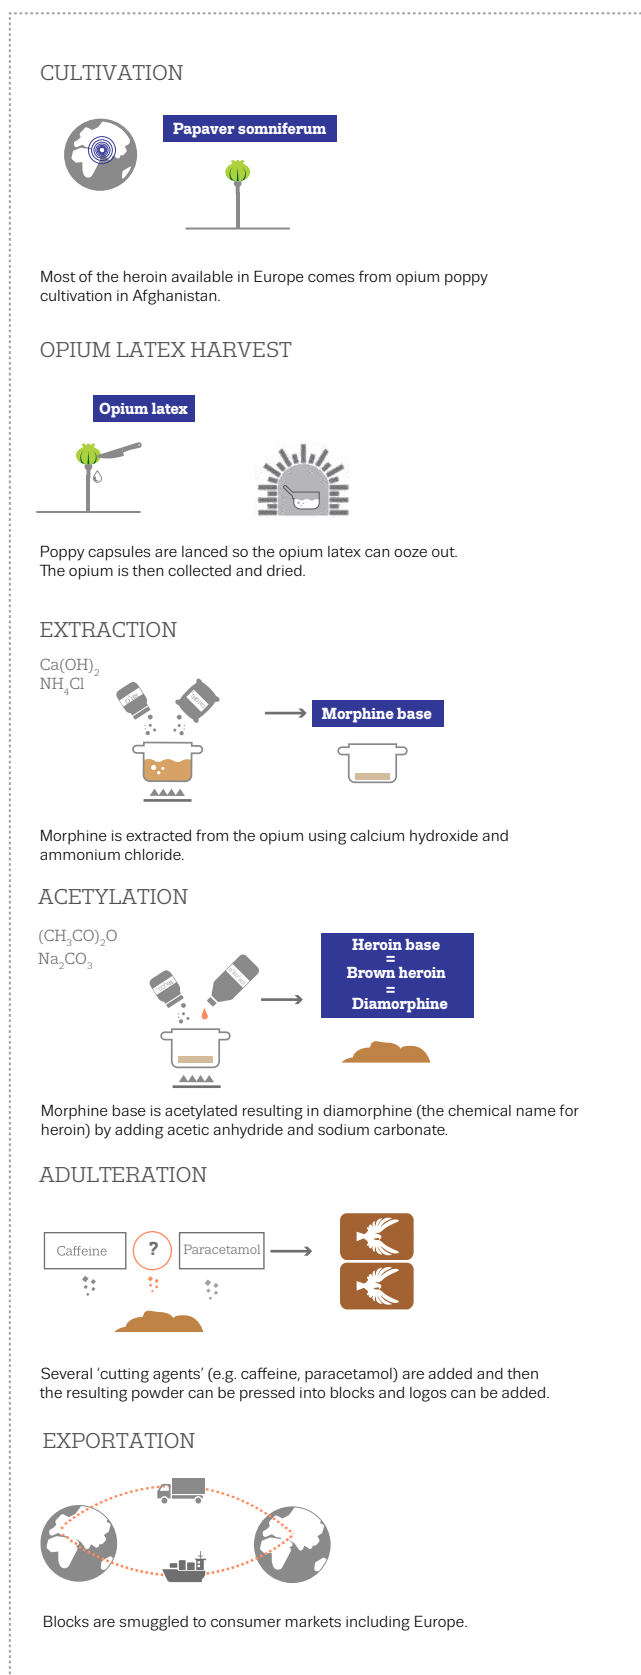 CULTIVATION
Papaver somniferum
Most of the heroin available in Europe comes from opium poppy
cultivation in Afghanistan.
OPIUM LATEX HARVEST
Opium latex
Poppy capsules are lanced so the opium latex can ooze out.
The opium is then collected and dried.
EXTRACTION
Ca(OH)₂
NH₄Cl
Morphine base
Morphine is extracted from the opium using calcium hydroxide and
ammonium chloride.
ACETYLATION
(CH₃CO)₂O
Na₂CO₃
Heroin base
=
Brown heroin
=
Diamorphine
Morphine base is acetylated resulting in diamorphine (the chemical name for
heroin) by adding acetic anhydride and sodium carbonate.
ADULTERATION
Caffeine
?
Paracetamol
Several ‘cutting agents’ (e.g. caffeine, paracetamol) are added and then
the resulting powder can be pressed into blocks and logos can be added.
EXPORTATION
Blocks are smuggled to consumer markets including Europe.